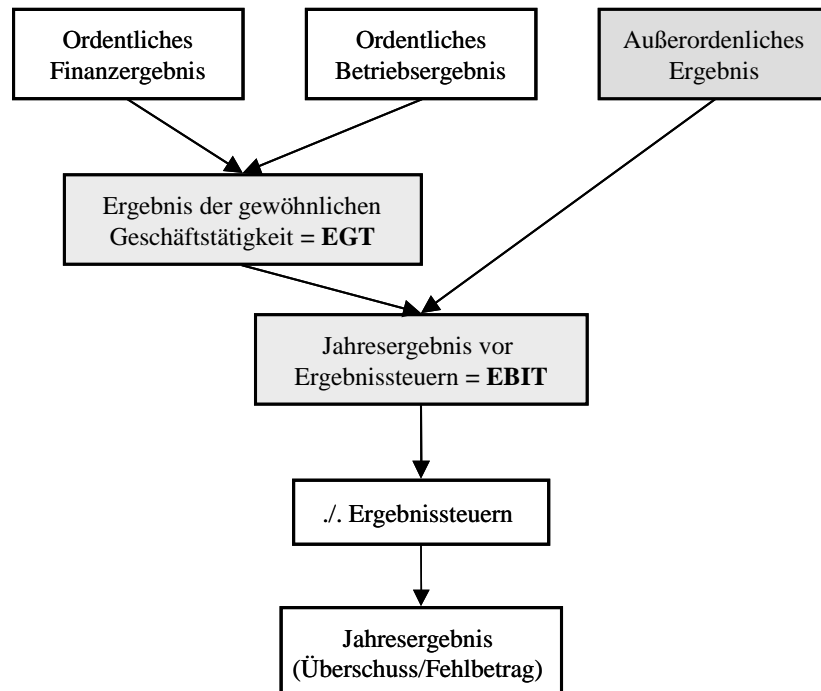 Ordentliches
Finanzergebnis
Ordentliches
Betriebsergebnis
Außerordenliches
Ergebnis
Ergebnis der gewöhnlichen
Geschäftstätigkeit = EGT
Jahresergebnis vor
Ergebnissteuern = EBIT
./. Ergebnissteuern
Jahresergebnis
(Überschuss/Fehlbetrag)